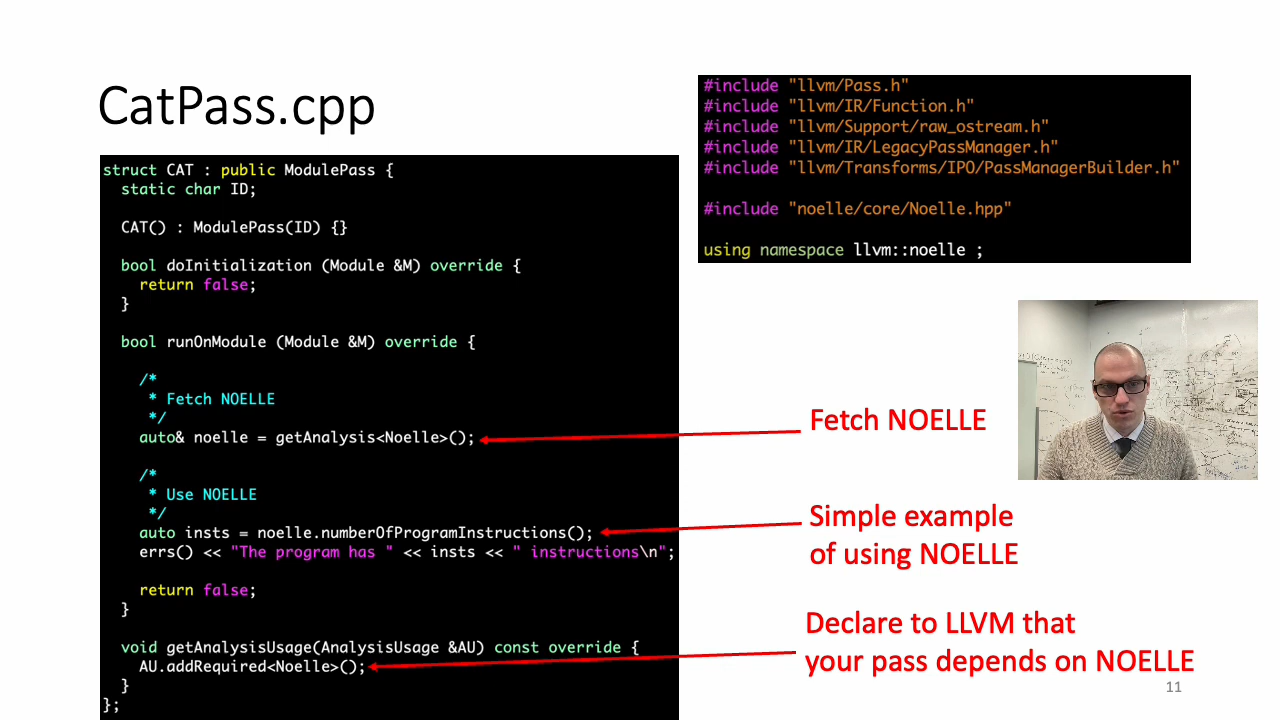 CatPass.cpp
struct CAT : public ModulePass {
  static char ID;

  CAT() : ModulePass(ID) {}

  bool doInitialization (Module &M) override {
    return false;
  }

  bool runOnModule (Module &M) override {

    /*
     * Fetch NOELLE
     */
    auto& noelle = getAnalysis<Noelle>();

    /*
     * Use NOELLE
     */
    auto insts = noelle.numberOfProgramInstructions();
    errs() << "The program has " << insts << " instructions\n";

    return false;
  }

  void getAnalysisUsage(AnalysisUsage &AU) const override {
    AU.addRequired<Noelle>();
  }
};
#include "llvm/Pass.h"
#include "llvm/IR/Function.h"
#include "llvm/Support/raw_ostream.h"
#include "llvm/IR/LegacyPassManager.h"
#include "llvm/Transforms/IPO/PassManagerBuilder.h"

#include "noelle/core/Noelle.hpp"

using namespace llvm::noelle ;
Fetch NOELLE
Simple example
of using NOELLE
Declare to LLVM that
your pass depends on NOELLE
11